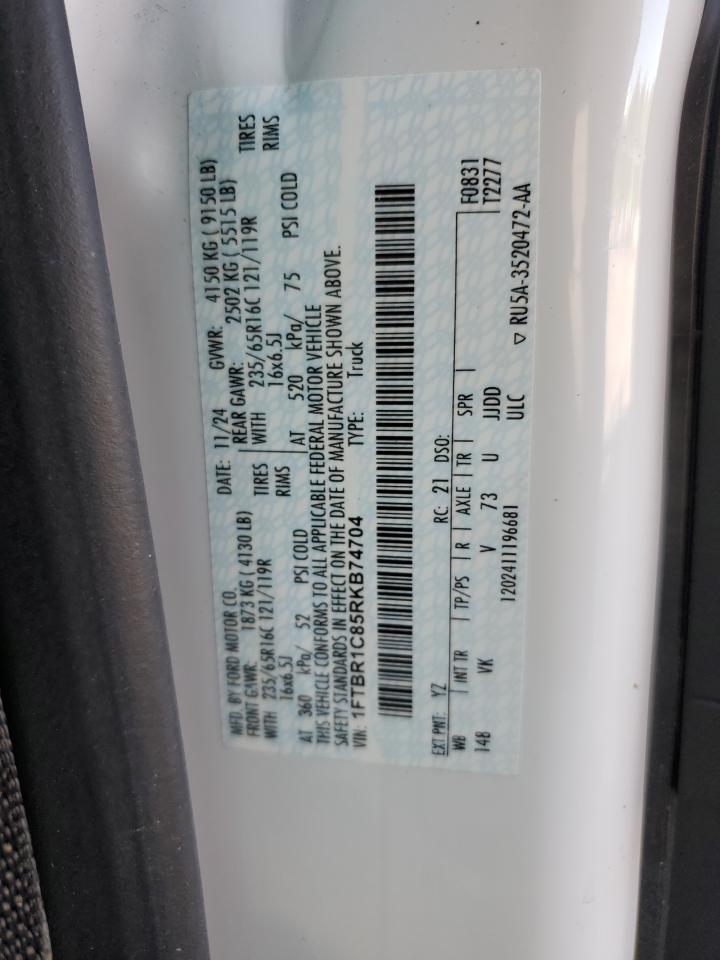 MFD. BY FORD MOTOR CO.
DATE: 11/24 GVWR: 4150 KG ( 9150 LB)
FRONT GAWR: 1873 KG ( 4130 LB)
REAR GAWR: 2502 KG ( 5515 LB)
WITH 235/65R16C 121/119R TIRES
WITH 235/65R16C 121/119R TIRES
16x6.5J RIMS
16x6.5J RIMS
AT 360 kPa/ 52 PSI COLD
AT 520 kPa/ 75 PSI COLD
THIS VEHICLE CONFORMS TO ALL APPLICABLE FEDERAL MOTOR VEHICLE
SAFETY STANDARDS IN EFFECT ON THE DATE OF MANUFACTURE SHOWN ABOVE.
VIN: 1FTBR1C85RKB74704 TYPE: Truck
EXT PNT: YZ RC: 21 DSO:
WB INT TR TP/PS R AXLE TR SPR F0831
148 VK V 73 U JJDD T2277
ULC
1202411196681
▽ RU5A-3520472-AA